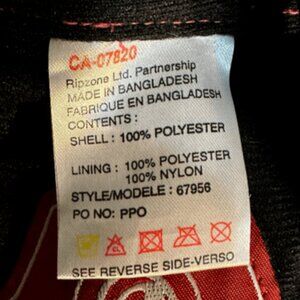 CA-07820
Ripzone Ltd. Partnership
MADE IN BANGLADESH
FABRIQUE EN BANGLADESH
CONTENTS :
SHELL : 100% POLYESTER
LINING : 100% POLYESTER
100% NYLON
STYLE/MODELE : 67956
PO NO: PPO
SEE REVERSE SIDE-VERSO